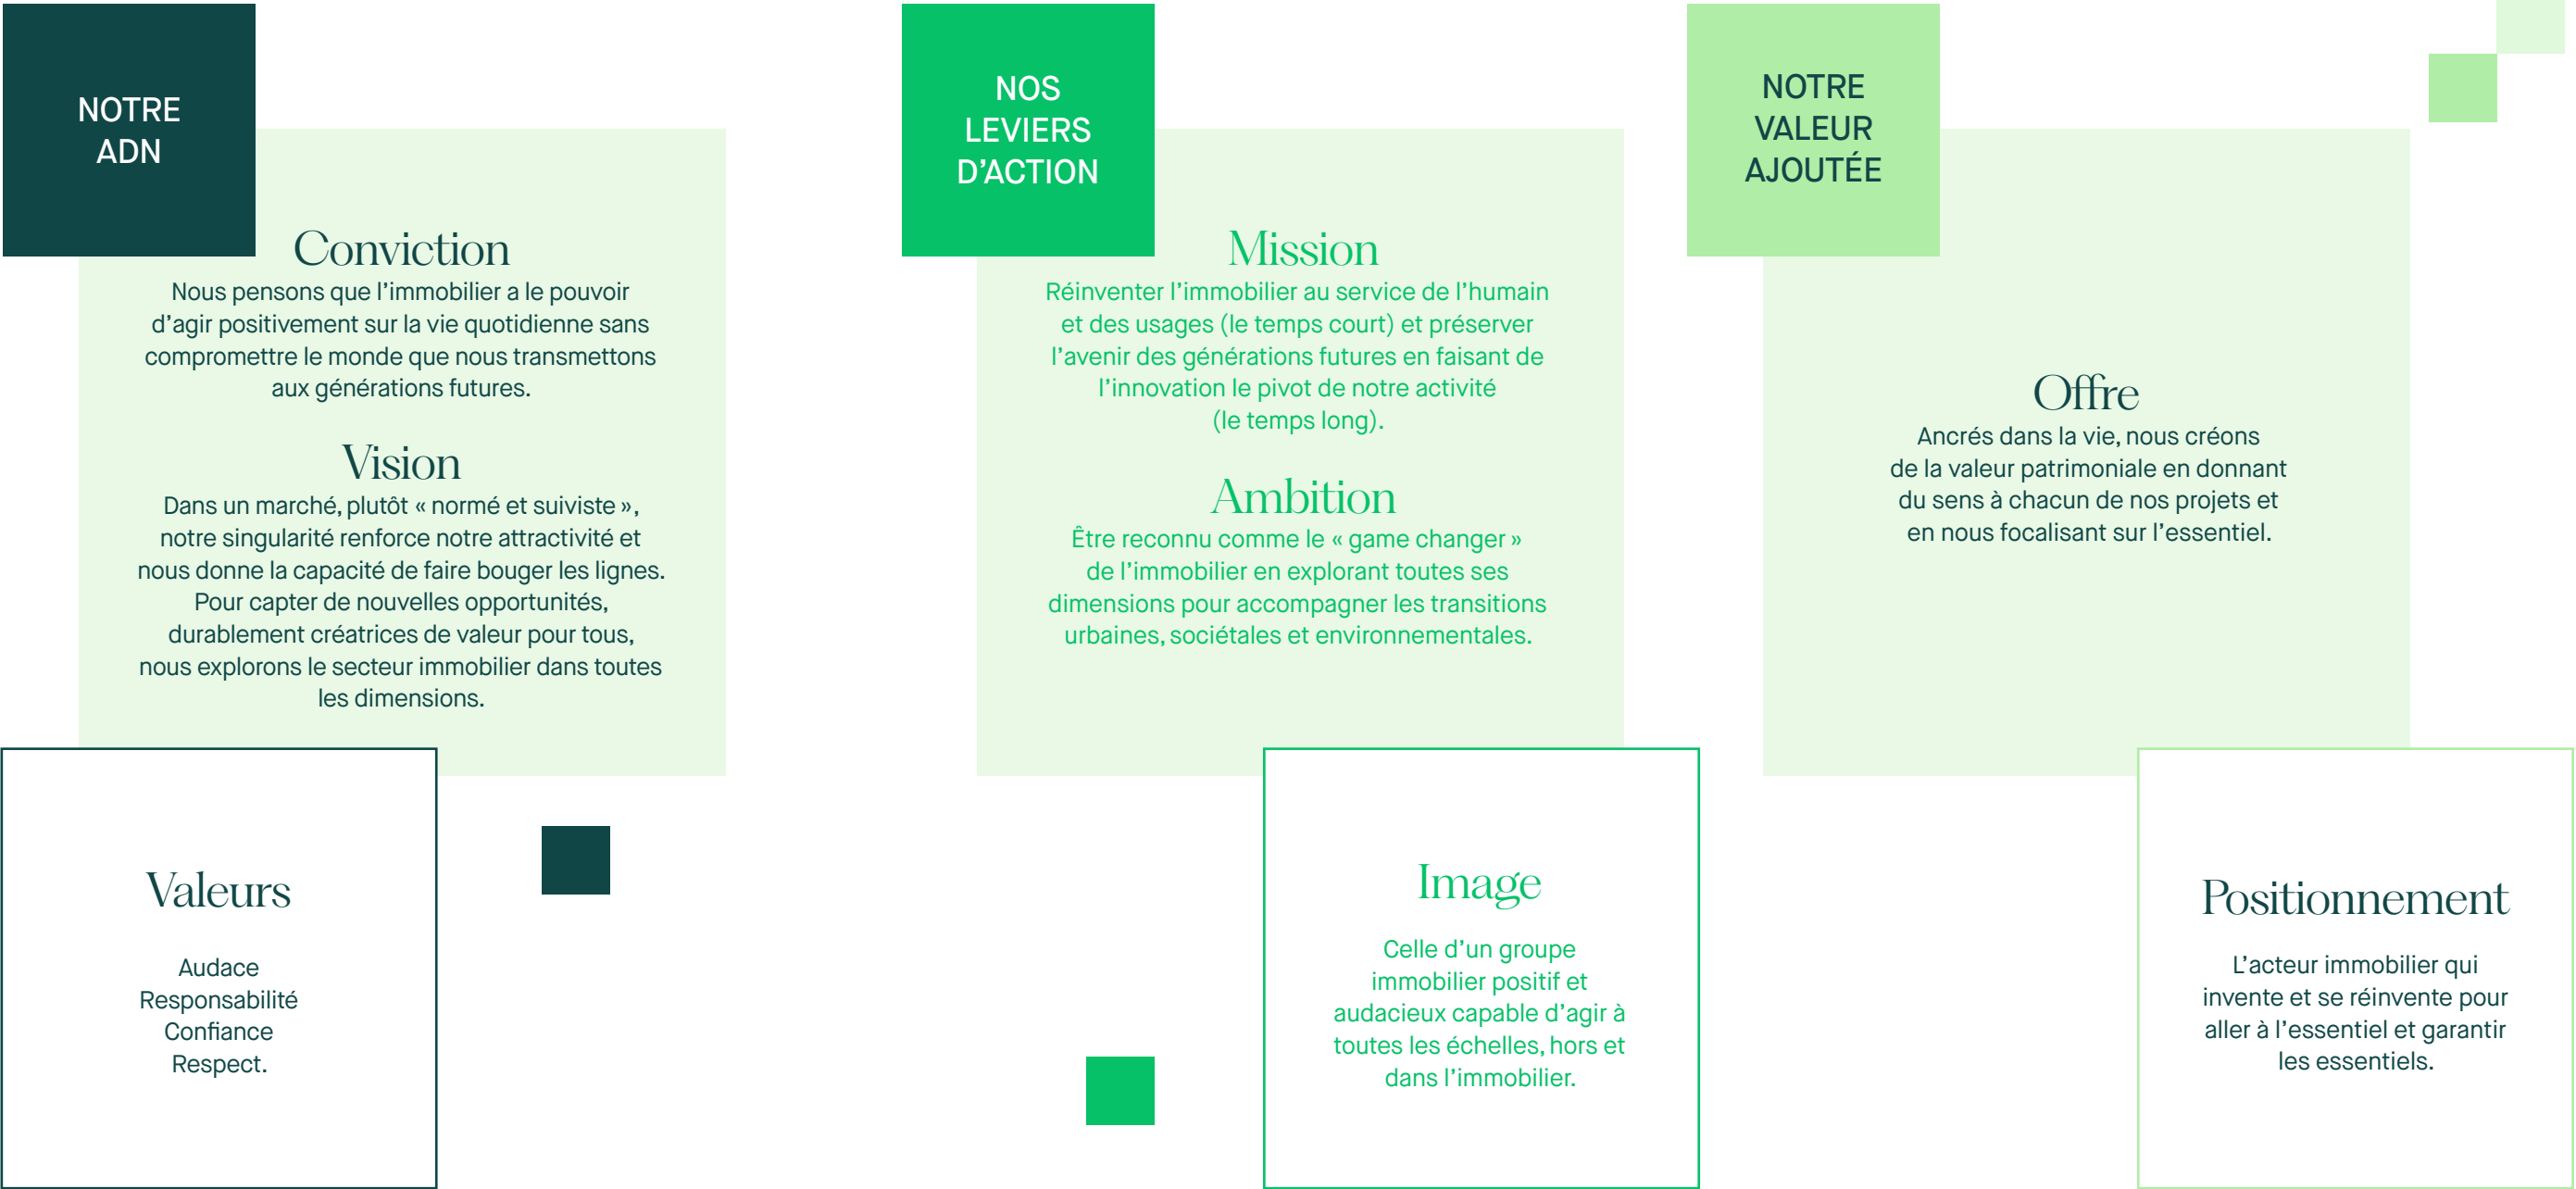 NOTRE
ADN
Conviction
Nous pensons que l’immobilier a le pouvoir
d’agir positivement sur la vie quotidienne sans
compromettre le monde que nous transmettons
aux générations futures.
Vision
Dans un marché, plutôt « normé et suiviste »,
notre singularité renforce notre attractivité et
nous donne la capacité de faire bouger les lignes.
Pour capter de nouvelles opportunités,
durablement créatrices de valeur pour tous,
nous explorons le secteur immobilier dans toutes
les dimensions.
Valeurs
Audace
Responsabilité
Confiance
Respect.
NOS
LEVIERS
D’ACTION
Mission
Réinventer l’immobilier au service de l’humain
et des usages (le temps court) et préserver
l’avenir des générations futures en faisant de
l’innovation le pivot de notre activité
(le temps long).
Ambition
Être reconnu comme le « game changer »
de l’immobilier en explorant toutes ses
dimensions pour accompagner les transitions
urbaines, sociétales et environnementales.
Image
Celle d’un groupe
immobilier positif et
audacieux capable d’agir à
toutes les échelles, hors et
dans l’immobilier.
NOTRE
VALEUR
AJOUTÉE
Offre
Ancrés dans la vie, nous créons
de la valeur patrimoniale en donnant
du sens à chacun de nos projets et
en nous focalisant sur l’essentiel.
Positionnement
L’acteur immobilier qui
invente et se réinvente pour
aller à l’essentiel et garantir
les essentiels.